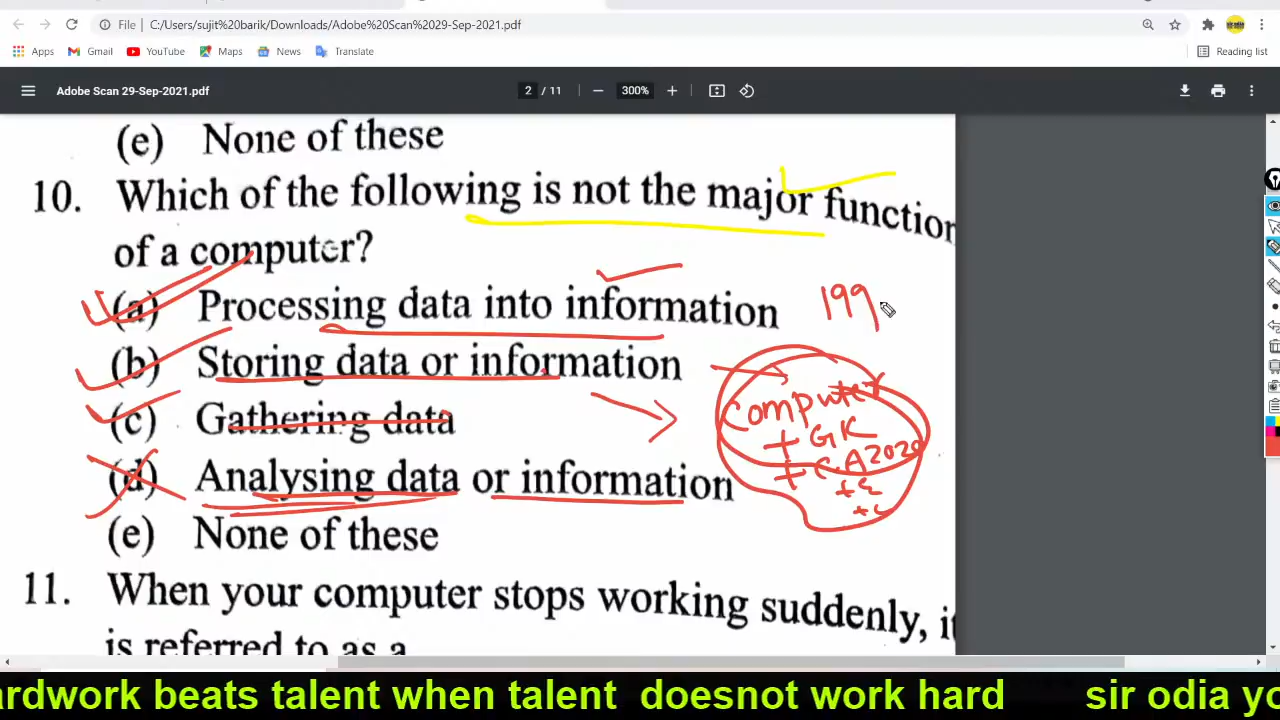 File
C:/Users/sujit%20barik/Downloads/Adobe%20Scan%2029-Sep-2021.pdf
Apps
Gmail
YouTube
Maps
News
Translate
Reading list
Adobe Scan 29-Sep-2021.pdf
2 / 11
300%
(e) None of these
10. Which of the following is not the major function
of a computer?
(a) Processing data into information
199
(b) Storing data or information
(c) Gathering data
Computer
+ GK
+ C.A 2020
(d) Analysing data or information
(e) None of these
11. When your computer stops working suddenly, it
is referred to as a
ardwork beats talent when talent doesnot work hard
sir odia yo